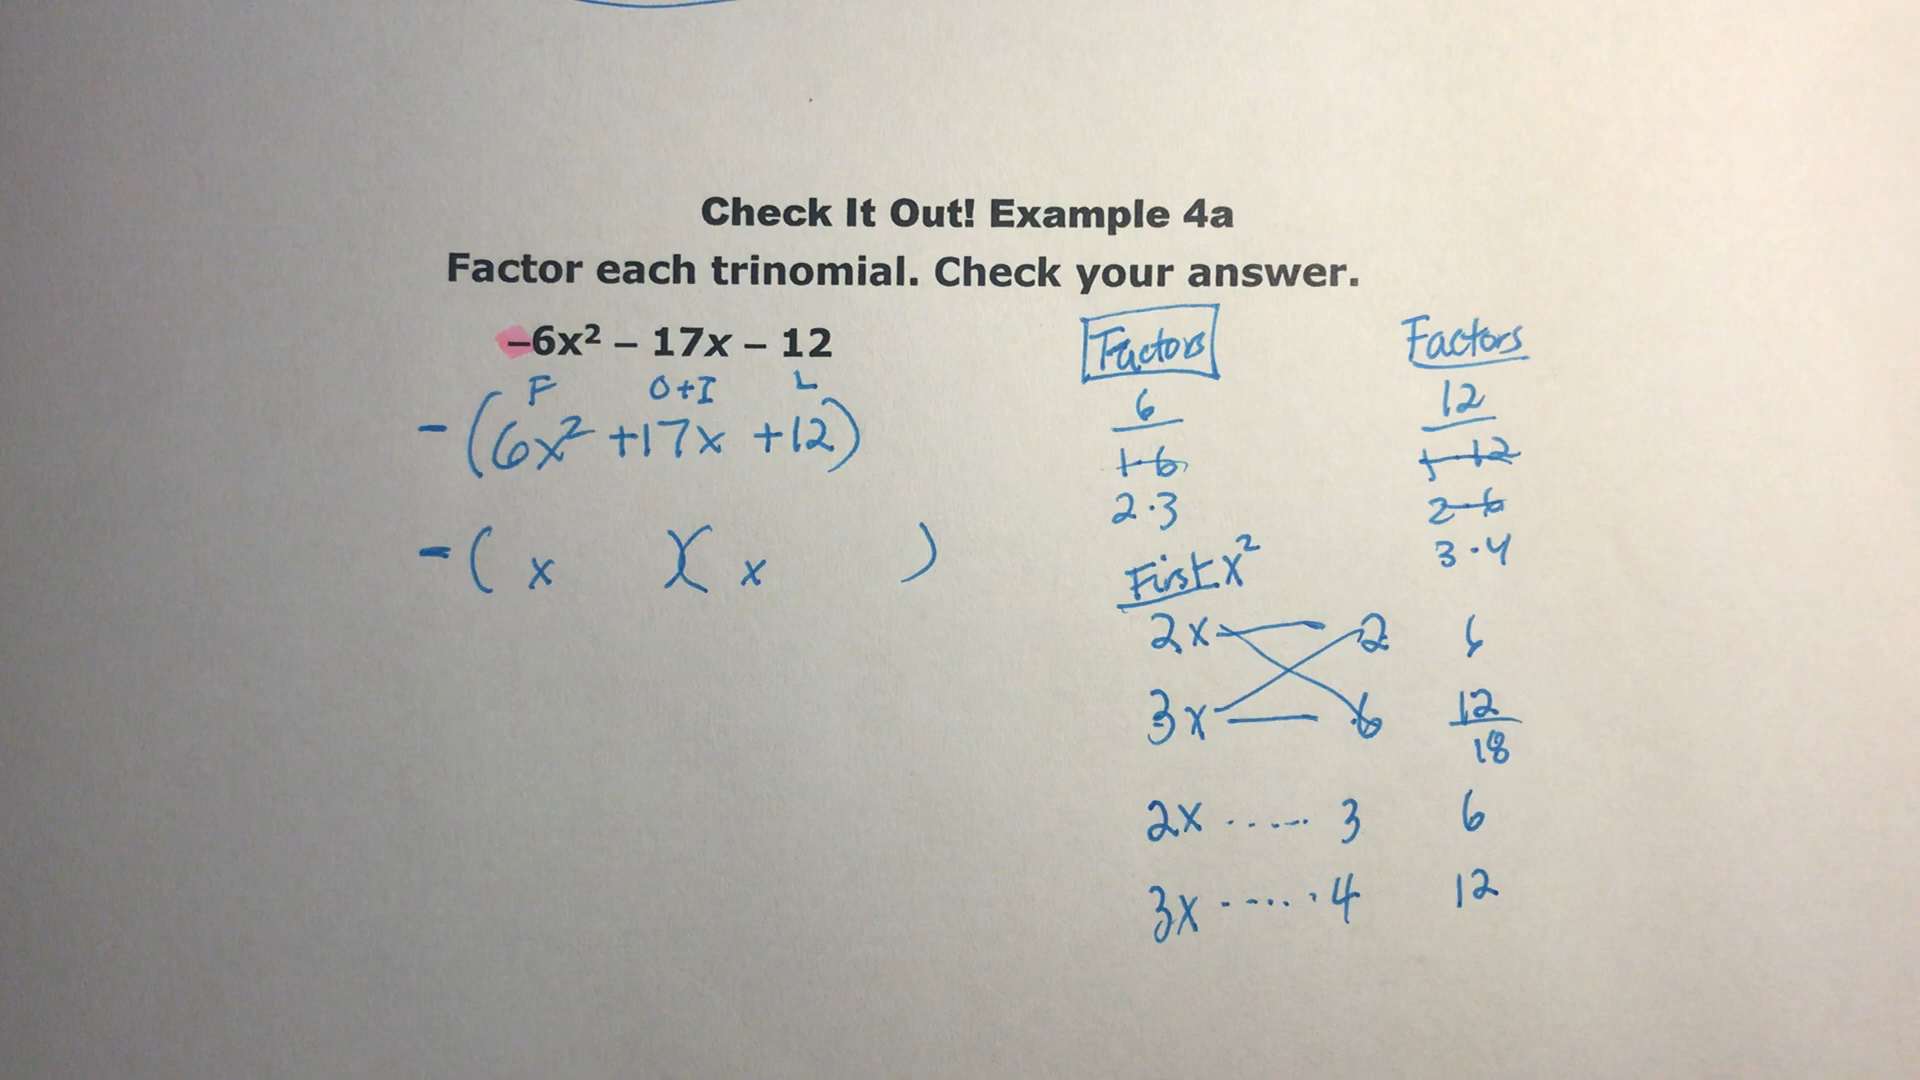 Check It Out! Example 4a
Factor each trinomial. Check your answer.
–6x² – 17x – 12
F O+I L
-(6x² +17x +12)
-( x )( x )
Factors
6
1·6
2·3
Factors
12
1·12
2·6
3·4
First x²
2x 2 6
3x 6 12
18
2x ...... 3 6
3x ...... 4 12